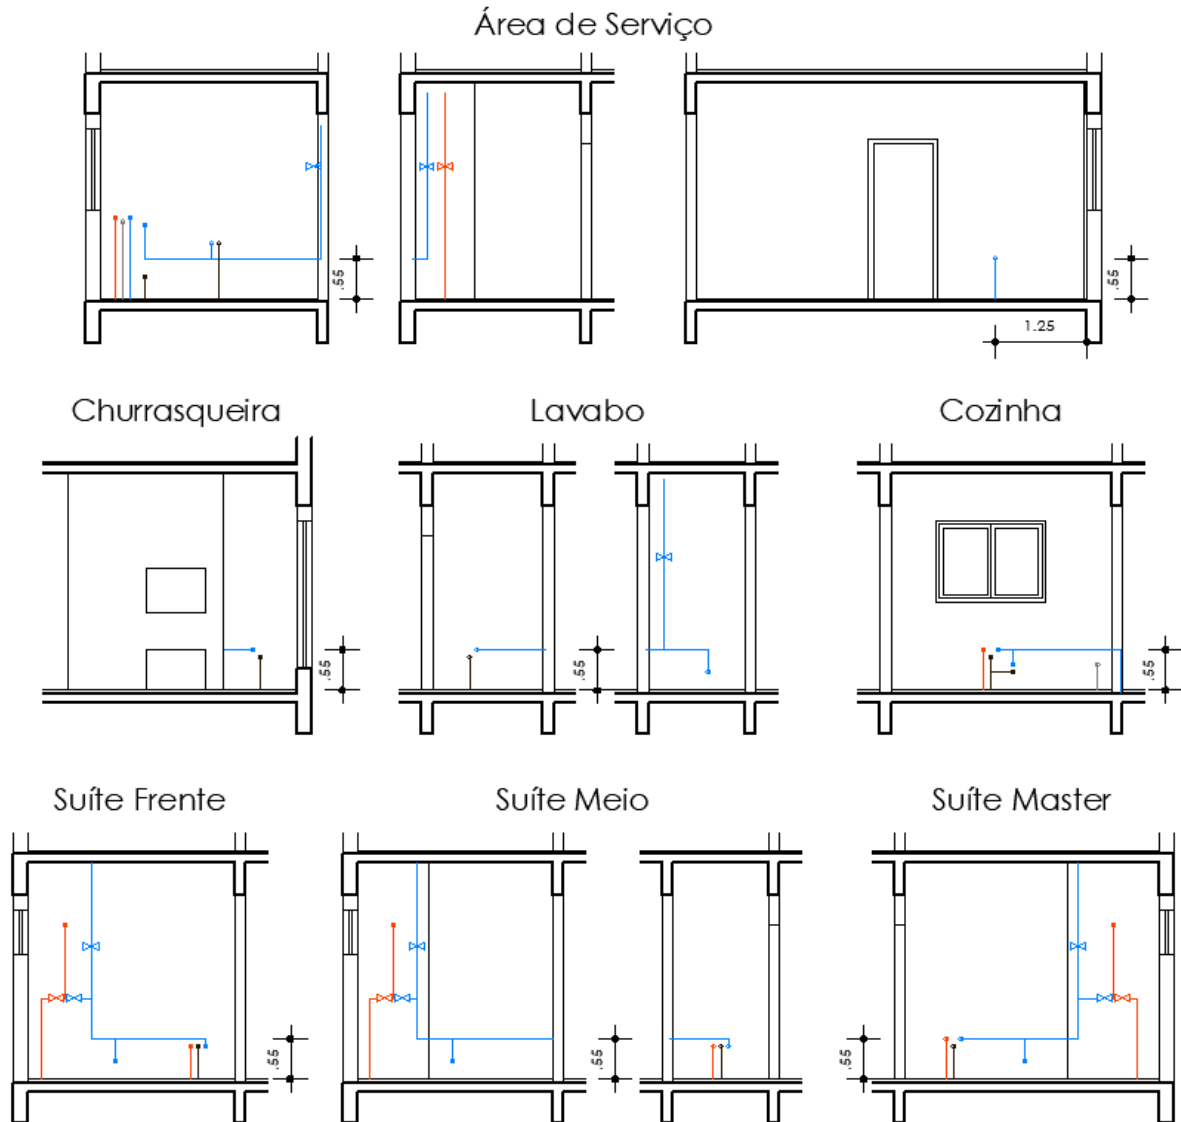 Área de Serviço
.55
.55
1.25
Churrasqueira
Lavabo
Cozinha
.55
.55
.55
Suíte Frente
Suíte Meio
Suíte Master
.55
.55
.55